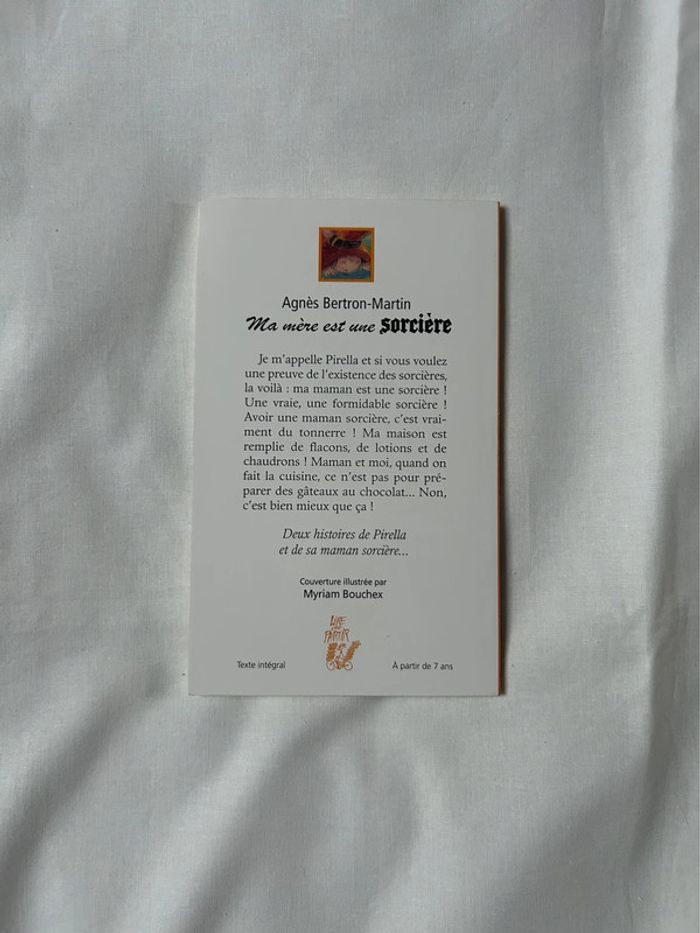 Agnès Bertron-Martin
Ma mère est une sorcière
Je m'appelle Pirella et si vous voulez
une preuve de l'existence des sorcières,
la voilà : ma maman est une sorcière !
Une vraie, une formidable sorcière !
Avoir une maman sorcière, c'est vrai-
ment du tonnerre ! Ma maison est
remplie de flacons, de lotions et de
chaudrons ! Maman et moi, quand on
fait la cuisine, ce n'est pas pour pré-
parer des gâteaux au chocolat... Non,
c'est bien mieux que ça !
Deux histoires de Pirella
et de sa maman sorcière...
Couverture illustrée par
Myriam Bouchex
LIRE
PARTIR
Texte intégral
À partir de 7 ans